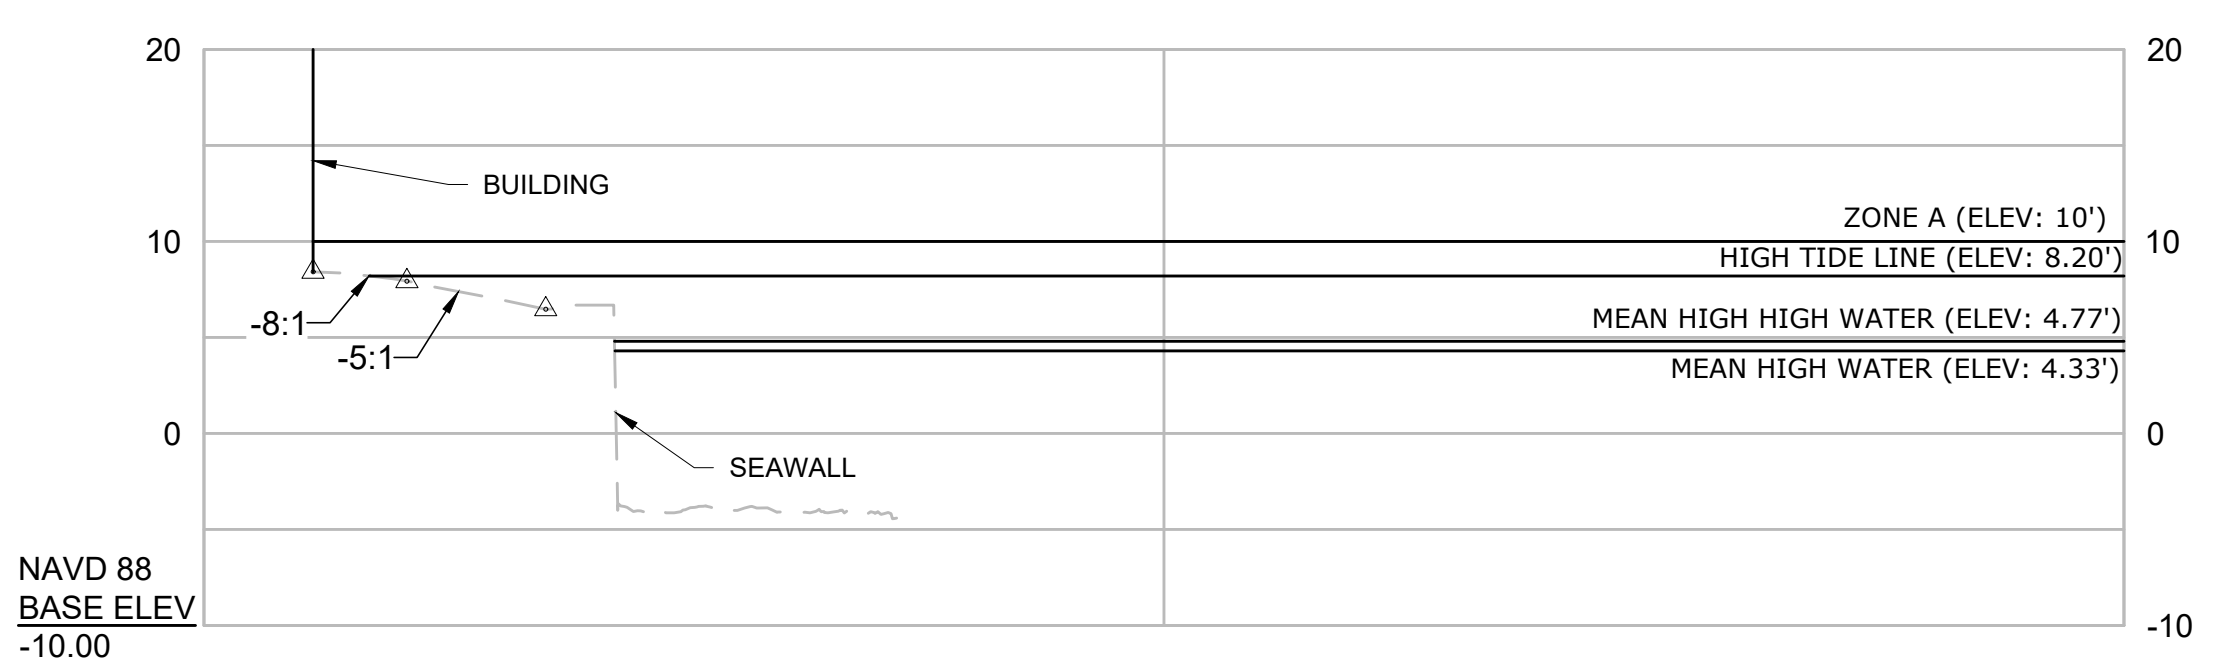 20
20
BUILDING
ZONE A (ELEV: 10')
10
10
HIGH TIDE LINE (ELEV: 8.20')
-8:1
MEAN HIGH HIGH WATER (ELEV: 4.77')
-5:1
MEAN HIGH WATER (ELEV: 4.33')
0
0
SEAWALL
NAVD 88
BASE ELEV
-10.00
-10